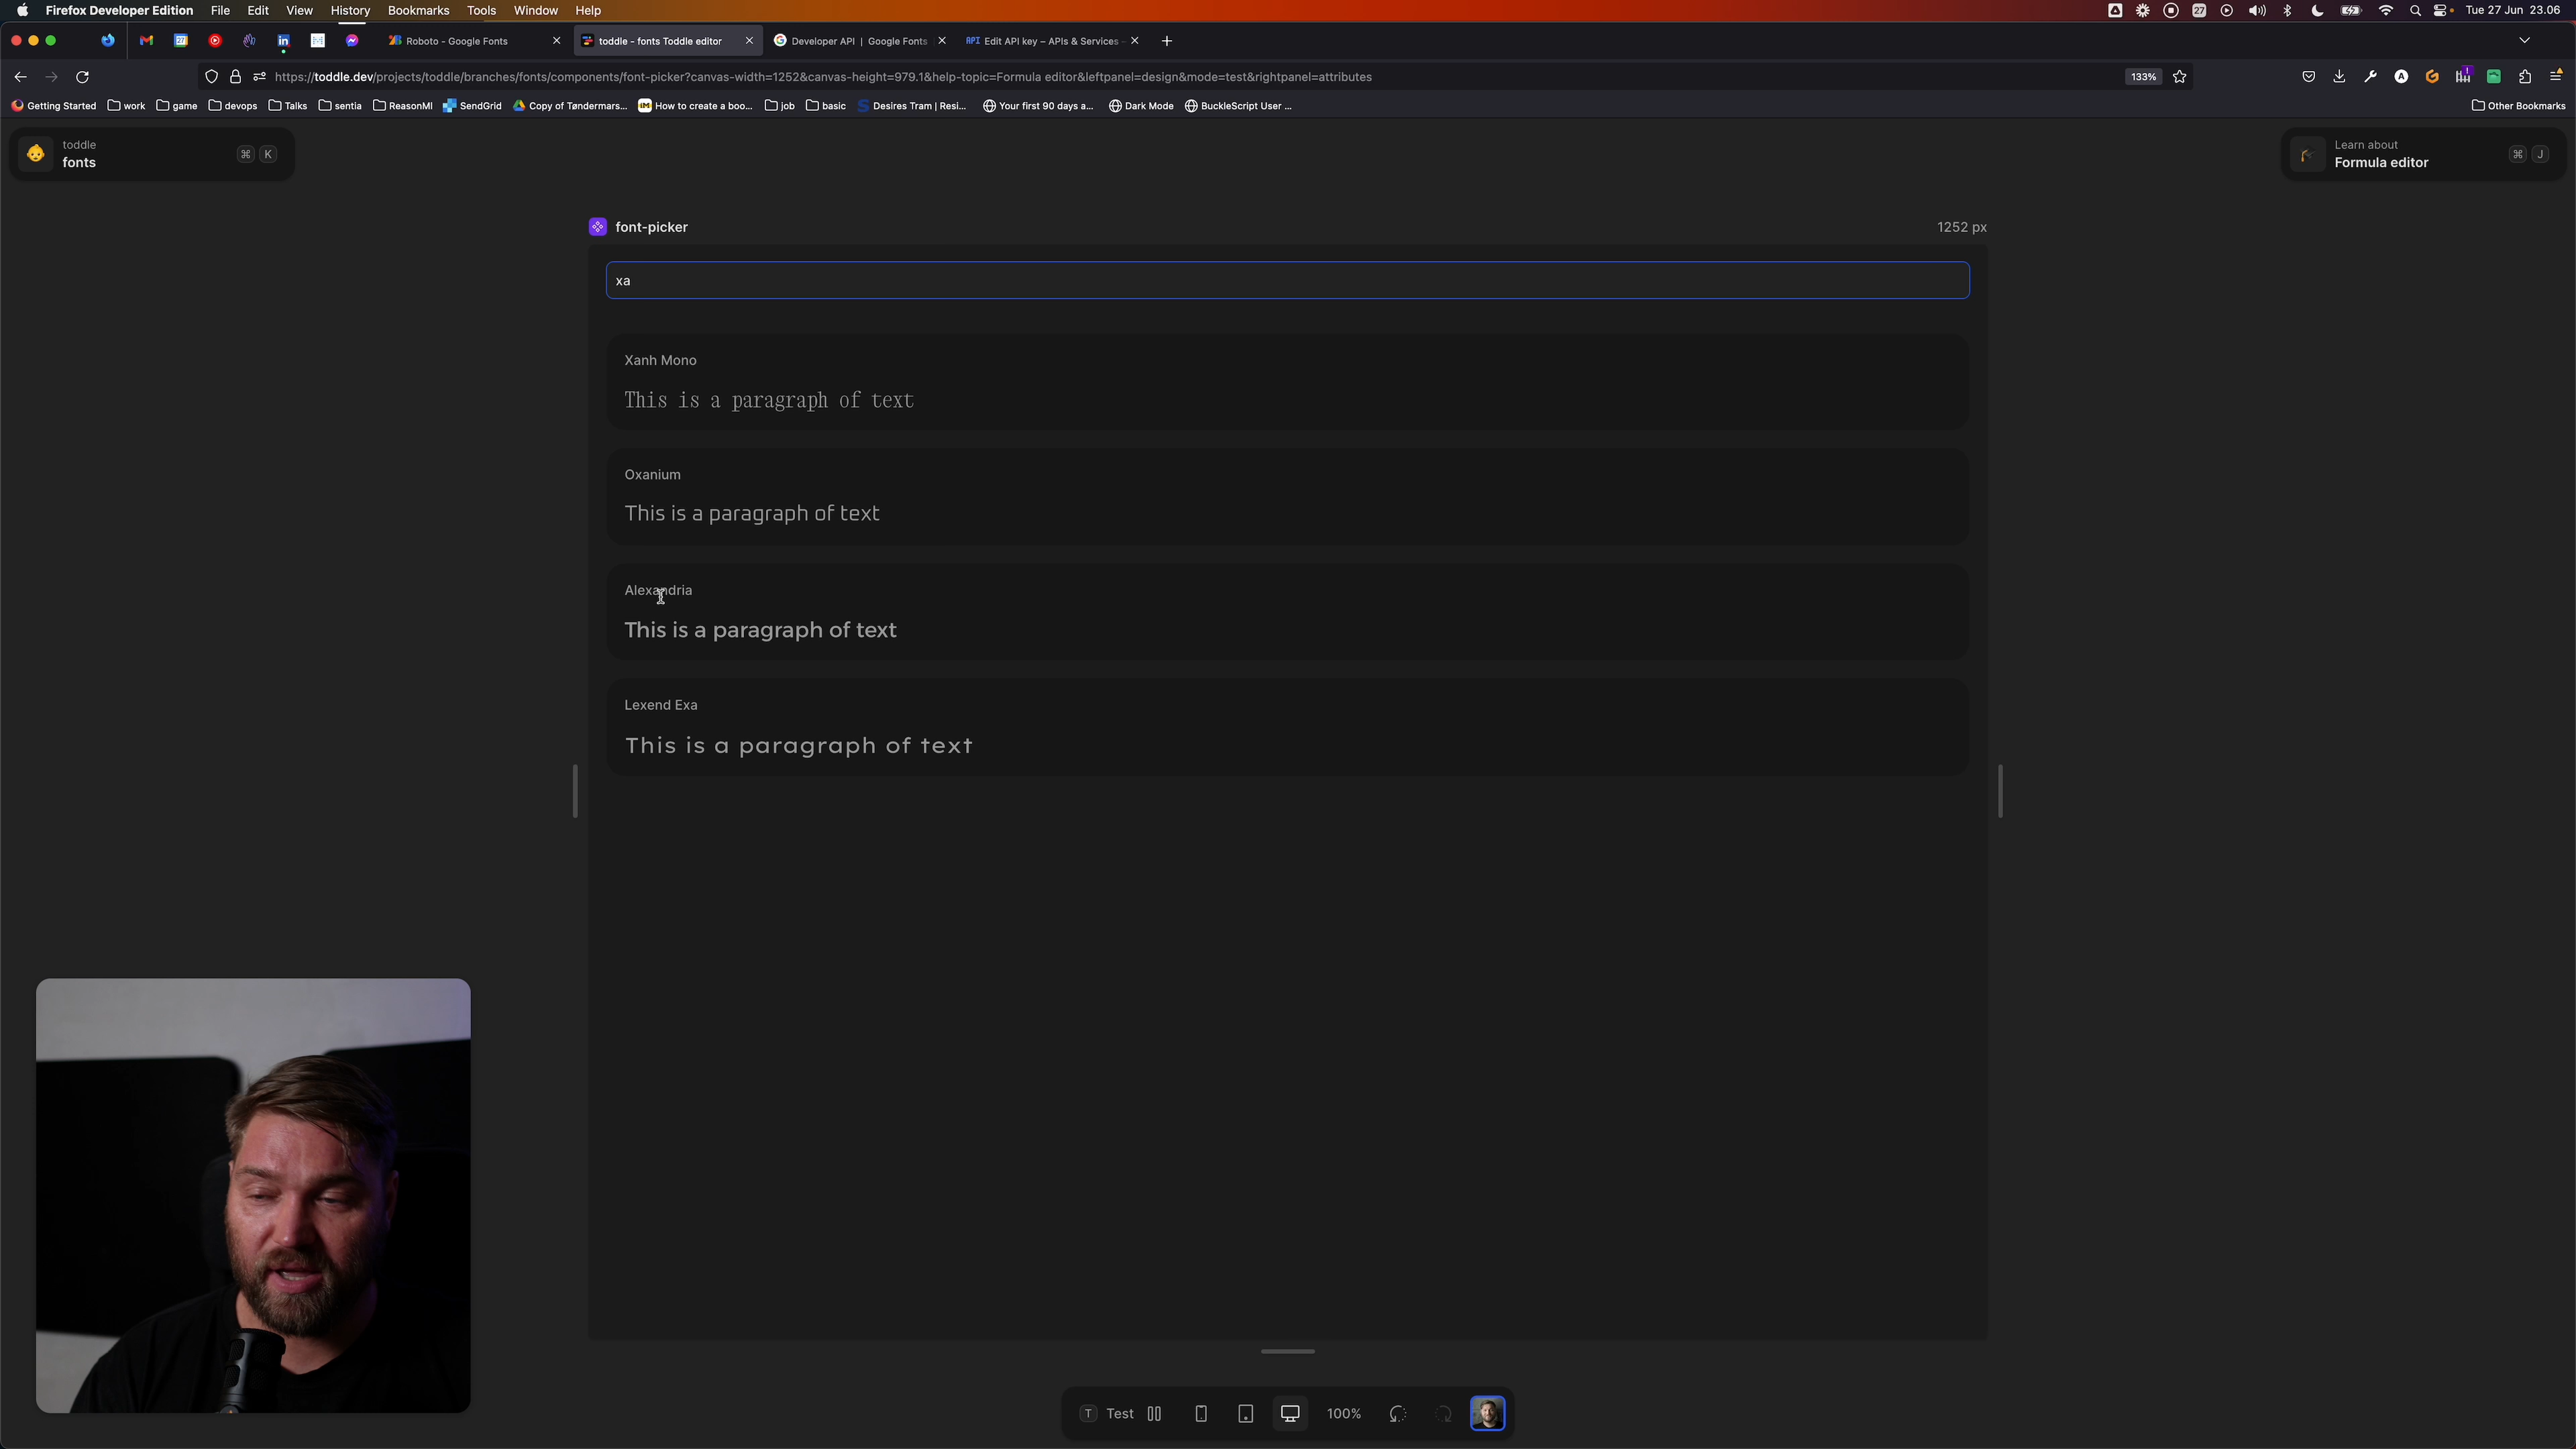 Firefox Developer Edition File Edit View History Bookmarks Tools Window Help
27
Tue 27 Jun 23.06
Roboto - Google Fonts
toddle - fonts Toddle editor
Developer API | Google Fonts
API Edit API key – APIs & Services -
https://toddle.dev/projects/toddle/branches/fonts/components/font-picker?canvas-width=1252&canvas-height=979.1&help-topic=Formula editor&leftpanel=design&mode=test&rightpanel=attributes
133%
Getting Started work game devops Talks sentia ReasonMl SendGrid Copy of Tøndermars... How to create a boo... job basic Desires Tram | Resi... Your first 90 days a... Dark Mode BuckleScript User ... Other Bookmarks
toddle
fonts
⌘ K
Learn about
Formula editor
⌘ J
font-picker
1252 px
xa
Xanh Mono
This is a paragraph of text
Oxanium
This is a paragraph of text
Alexandria
This is a paragraph of text
Lexend Exa
This is a paragraph of text
T Test 100%